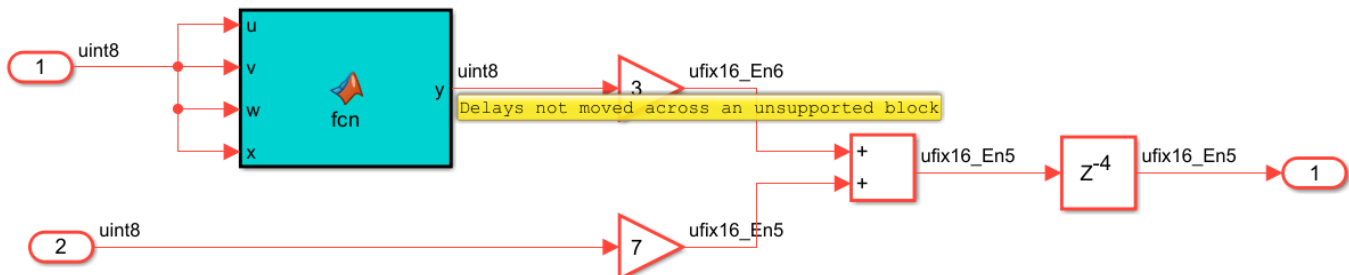 1
uint8
u
v
w
x
y
fcn
uint8
3
ufix16_En6
Delays not moved across an unsupported block
2
uint8
7
ufix16_En5
+
+
ufix16_En5
Z-4
ufix16_En5
1